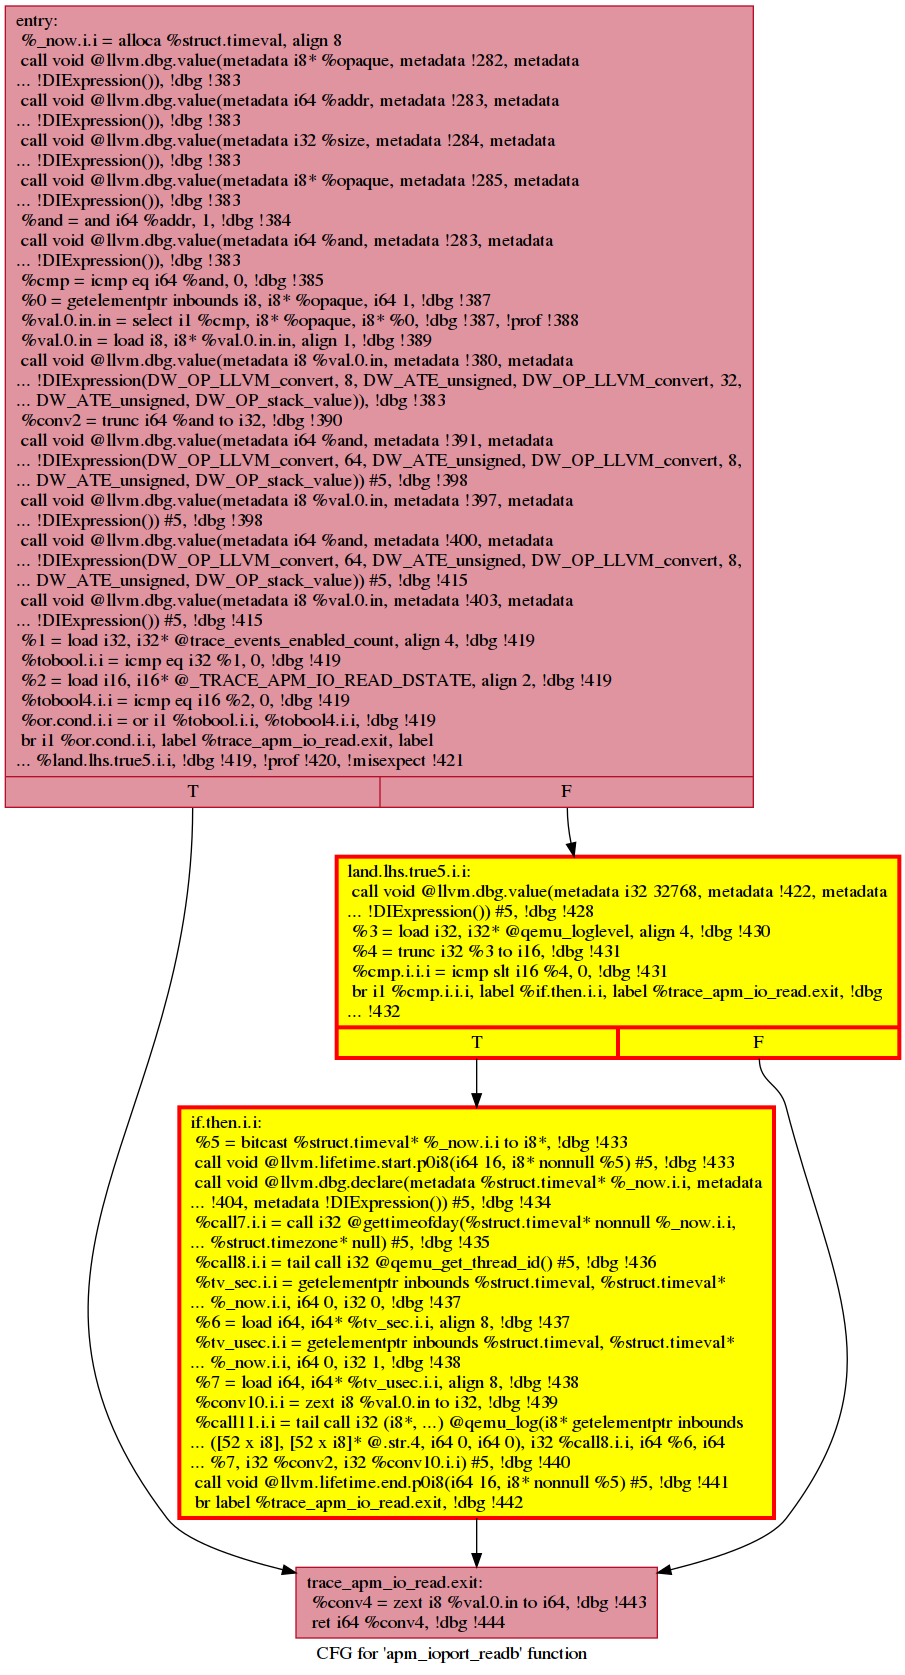 entry:
%_now.i.i = alloca %struct.timeval, align 8
call void @llvm.dbg.value(metadata i8* %opaque, metadata !282, metadata
... !DIExpression()), !dbg !383
call void @llvm.dbg.value(metadata i64 %addr, metadata !283, metadata
... !DIExpression()), !dbg !383
call void @llvm.dbg.value(metadata i32 %size, metadata !284, metadata
... !DIExpression()), !dbg !383
call void @llvm.dbg.value(metadata i8* %opaque, metadata !285, metadata
... !DIExpression()), !dbg !383
%and = and i64 %addr, 1, !dbg !384
call void @llvm.dbg.value(metadata i64 %and, metadata !283, metadata
... !DIExpression()), !dbg !383
%cmp = icmp eq i64 %and, 0, !dbg !385
%0 = getelementptr inbounds i8, i8* %opaque, i64 1, !dbg !387
%val.0.in.in = select i1 %cmp, i8* %opaque, i8* %0, !dbg !387, !prof !388
%val.0.in = load i8, i8* %val.0.in.in, align 1, !dbg !389
call void @llvm.dbg.value(metadata i8 %val.0.in, metadata !380, metadata
... !DIExpression(DW_OP_LLVM_convert, 8, DW_ATE_unsigned, DW_OP_LLVM_convert, 32,
... DW_ATE_unsigned, DW_OP_stack_value)), !dbg !383
%conv2 = trunc i64 %and to i32, !dbg !390
call void @llvm.dbg.value(metadata i64 %and, metadata !391, metadata
... !DIExpression(DW_OP_LLVM_convert, 64, DW_ATE_unsigned, DW_OP_LLVM_convert, 8,
... DW_ATE_unsigned, DW_OP_stack_value)) #5, !dbg !398
call void @llvm.dbg.value(metadata i8 %val.0.in, metadata !397, metadata
... !DIExpression()) #5, !dbg !398
call void @llvm.dbg.value(metadata i64 %and, metadata !400, metadata
... !DIExpression(DW_OP_LLVM_convert, 64, DW_ATE_unsigned, DW_OP_LLVM_convert, 8,
... DW_ATE_unsigned, DW_OP_stack_value)) #5, !dbg !415
call void @llvm.dbg.value(metadata i8 %val.0.in, metadata !403, metadata
... !DIExpression()) #5, !dbg !415
%1 = load i32, i32* @trace_events_enabled_count, align 4, !dbg !419
%tobool.i.i = icmp eq i32 %1, 0, !dbg !419
%2 = load i16, i16* @_TRACE_APM_IO_READ_DSTATE, align 2, !dbg !419
%tobool4.i.i = icmp eq i16 %2, 0, !dbg !419
%or.cond.i.i = or i1 %tobool.i.i, %tobool4.i.i, !dbg !419
br i1 %or.cond.i.i, label %trace_apm_io_read.exit, label
... %land.lhs.true5.i.i, !dbg !419, !prof !420, !misexpect !421
T F
land.lhs.true5.i.i:
call void @llvm.dbg.value(metadata i32 32768, metadata !422, metadata
... !DIExpression()) #5, !dbg !428
%3 = load i32, i32* @qemu_loglevel, align 4, !dbg !430
%4 = trunc i32 %3 to i16, !dbg !431
%cmp.i.i.i = icmp slt i16 %4, 0, !dbg !431
br i1 %cmp.i.i.i, label %if.then.i.i, label %trace_apm_io_read.exit, !dbg
... !432
T F
if.then.i.i:
%5 = bitcast %struct.timeval* %_now.i.i to i8*, !dbg !433
call void @llvm.lifetime.start.p0i8(i64 16, i8* nonnull %5) #5, !dbg !433
call void @llvm.dbg.declare(metadata %struct.timeval* %_now.i.i, metadata
... !404, metadata !DIExpression()) #5, !dbg !434
%call7.i.i = call i32 @gettimeofday(%struct.timeval* nonnull %_now.i.i,
... %struct.timezone* null) #5, !dbg !435
%call8.i.i = tail call i32 @qemu_get_thread_id() #5, !dbg !436
%tv_sec.i.i = getelementptr inbounds %struct.timeval, %struct.timeval*
... %_now.i.i, i64 0, i32 0, !dbg !437
%6 = load i64, i64* %tv_sec.i.i, align 8, !dbg !437
%tv_usec.i.i = getelementptr inbounds %struct.timeval, %struct.timeval*
... %_now.i.i, i64 0, i32 1, !dbg !438
%7 = load i64, i64* %tv_usec.i.i, align 8, !dbg !438
%conv10.i.i = zext i8 %val.0.in to i32, !dbg !439
%call11.i.i = tail call i32 (i8*, ...) @qemu_log(i8* getelementptr inbounds
... ([52 x i8], [52 x i8]* @.str.4, i64 0, i64 0), i32 %call8.i.i, i64 %6, i64
... %7, i32 %conv2, i32 %conv10.i.i) #5, !dbg !440
call void @llvm.lifetime.end.p0i8(i64 16, i8* nonnull %5) #5, !dbg !441
br label %trace_apm_io_read.exit, !dbg !442
trace_apm_io_read.exit:
%conv4 = zext i8 %val.0.in to i64, !dbg !443
ret i64 %conv4, !dbg !444
CFG for 'apm_ioport_readb' function